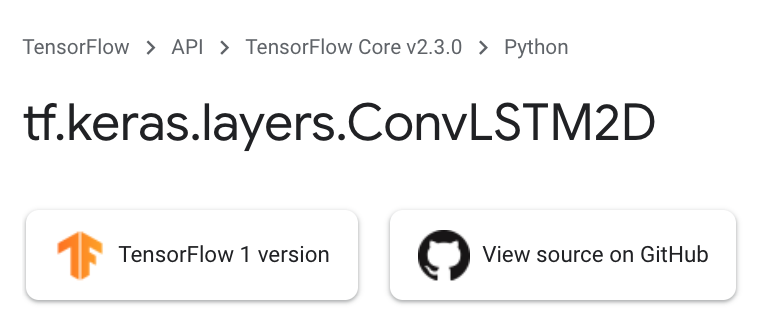 TensorFlow > API > TensorFlow Core v2.3.0 > Python
tf.keras.layers.ConvLSTM2D
TensorFlow 1 version
View source on GitHub